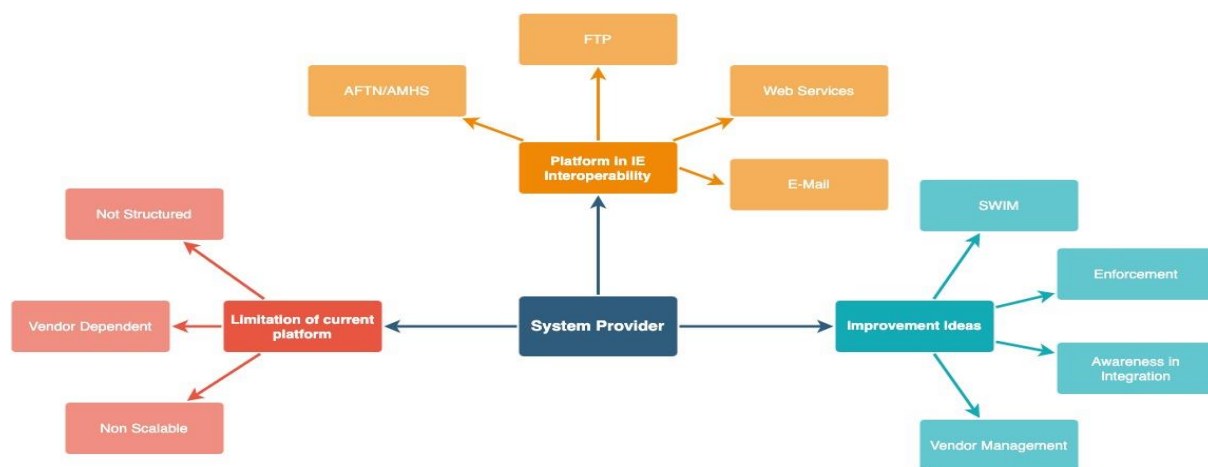 FTP
AFTN/AMHS
Web Services
Platform in IE
Interoperability
E-Mail
Not Structured
SWIM
Enforcement
Vendor Dependent
Limitation of current
platform
System Provider
Improvement Ideas
Awareness in
Integration
Non Scalable
Vendor Management